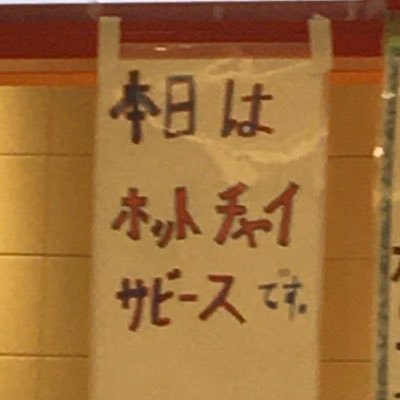 本日は
ホットチャイ
サビースです。